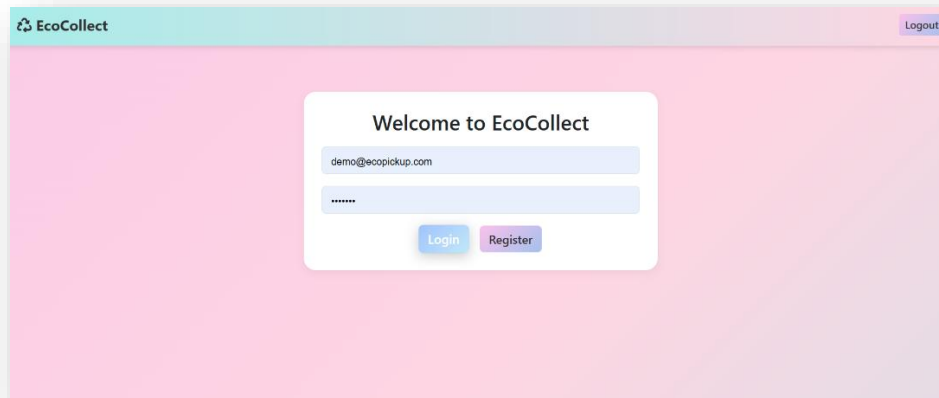 EcoCollect
Logout
Welcome to EcoCollect
demo@ecopickup.com
•••••••
Login
Register